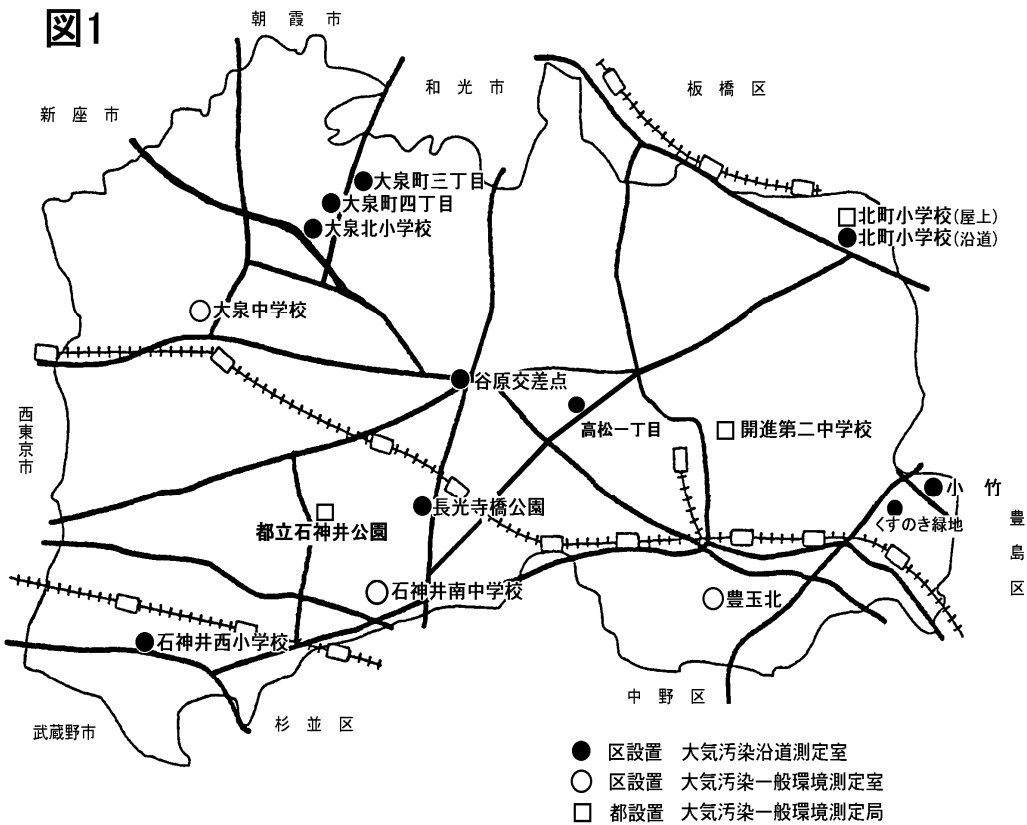 図1
朝霞市
和光市
板橋区
新座市
大泉町三丁目
大泉町四丁目
大泉北小学校
北町小学校(屋上)
北町小学校(沿道)
大泉中学校
谷原交差点
高松一丁目
開進第二中学校
西東京市
小竹
くすのき緑地
豊島区
長光寺橋公園
都立石神井公園
石神井南中学校
豊玉北
石神井西小学校
中野区
杉並区
武蔵野市
● 区設置 大気汚染沿道測定室
○ 区設置 大気汚染一般環境測定室
□ 都設置 大気汚染一般環境測定局